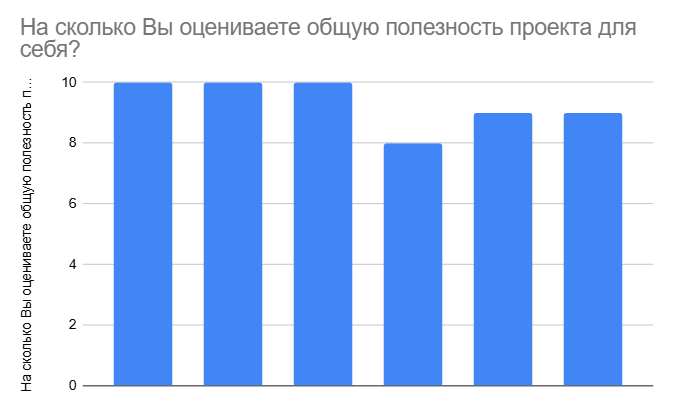 На сколько Вы оцениваете общую полезность проекта для
себя?
На сколько Вы оцениваете общую полезность п...
10
8
6
4
2
0